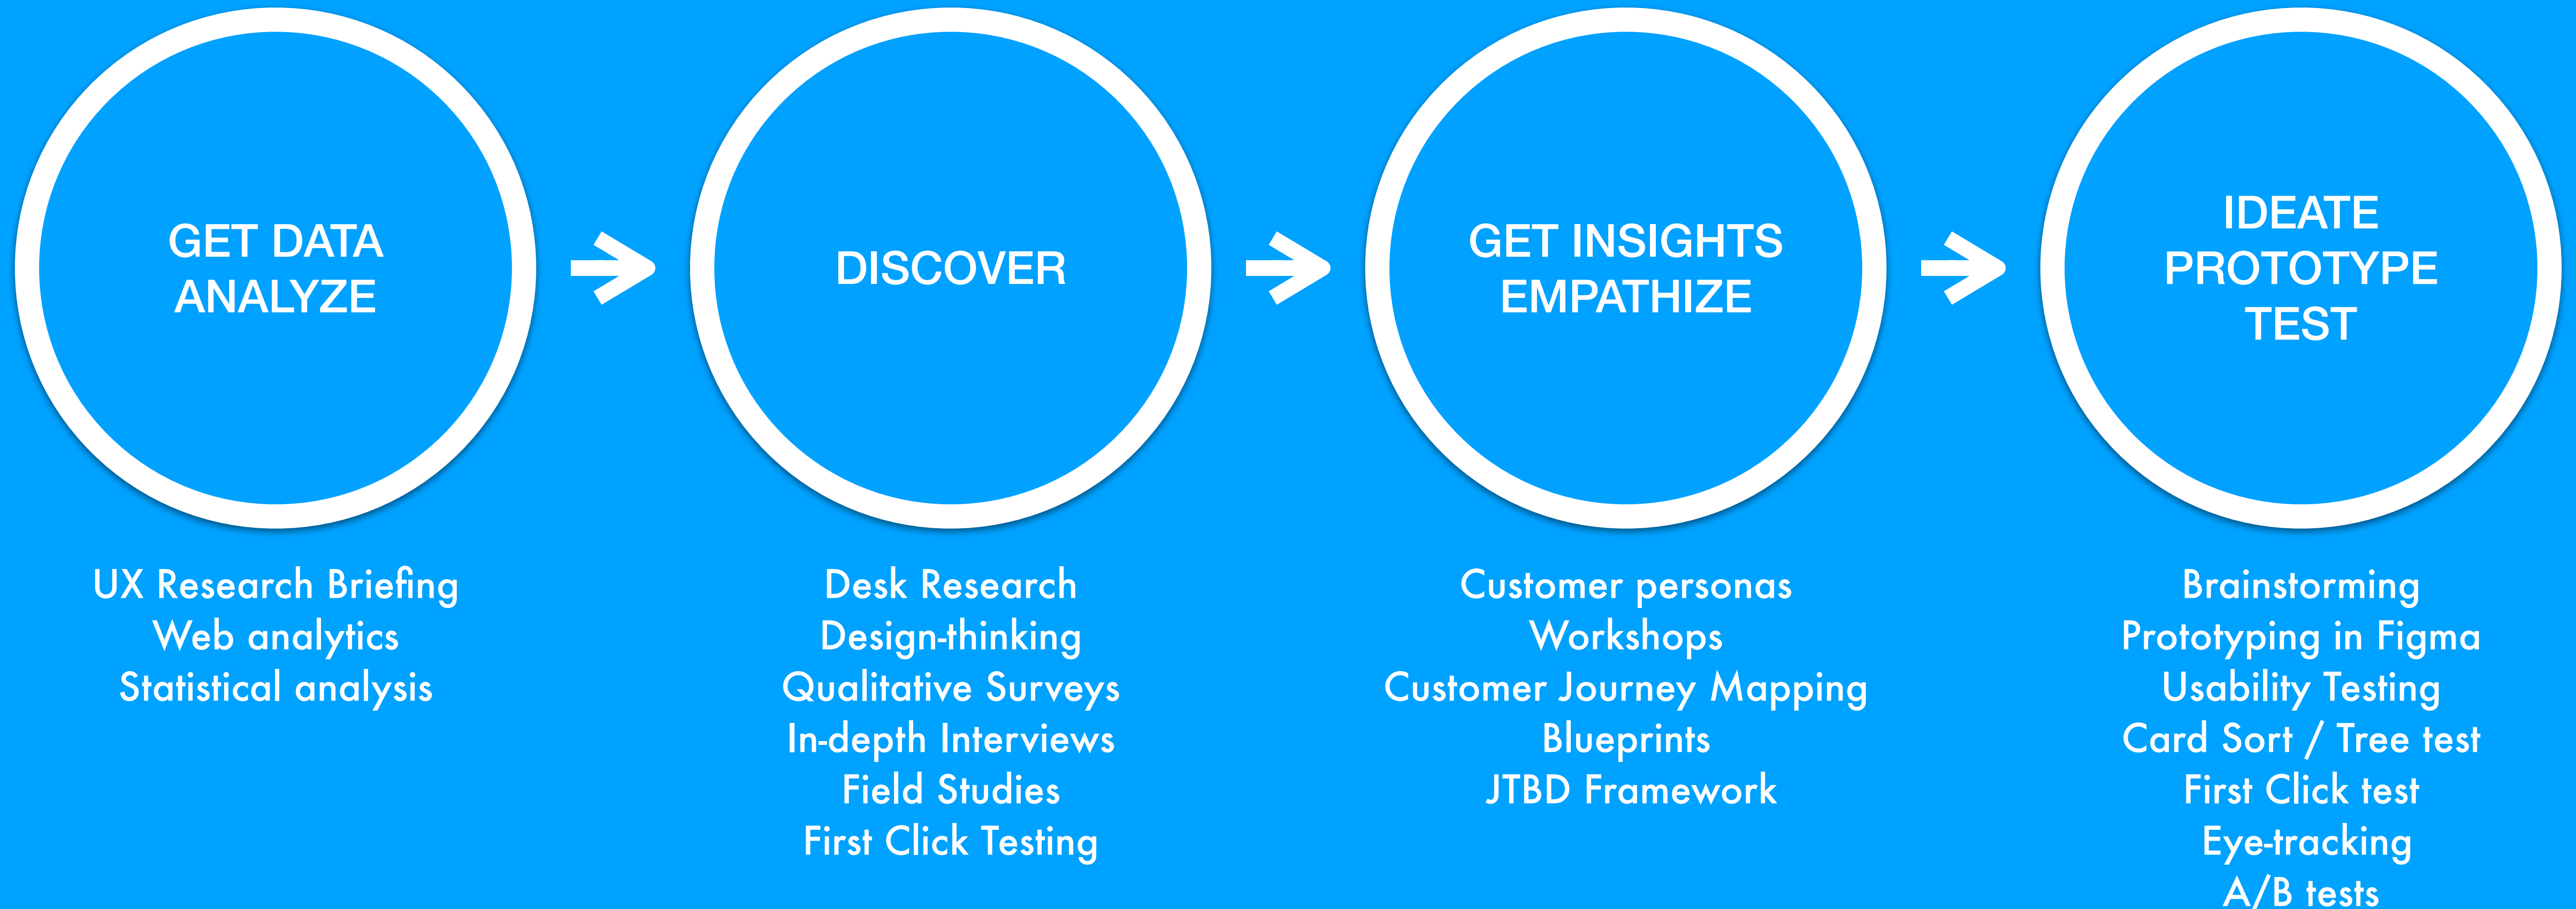 GET DATA
ANALYZE
UX Research Briefing
Web analytics
Statistical analysis
DISCOVER
Desk Research
Design-thinking
Qualitative Surveys
In-depth Interviews
Field Studies
First Click Testing
GET INSIGHTS
EMPATHIZE
Customer personas
Workshops
Customer Journey Mapping
Blueprints
JTBD Framework
IDEATE
PROTOTYPE
TEST
Brainstorming
Prototyping in Figma
Usability Testing
Card Sort / Tree test
First Click test
Eye-tracking
A/B tests